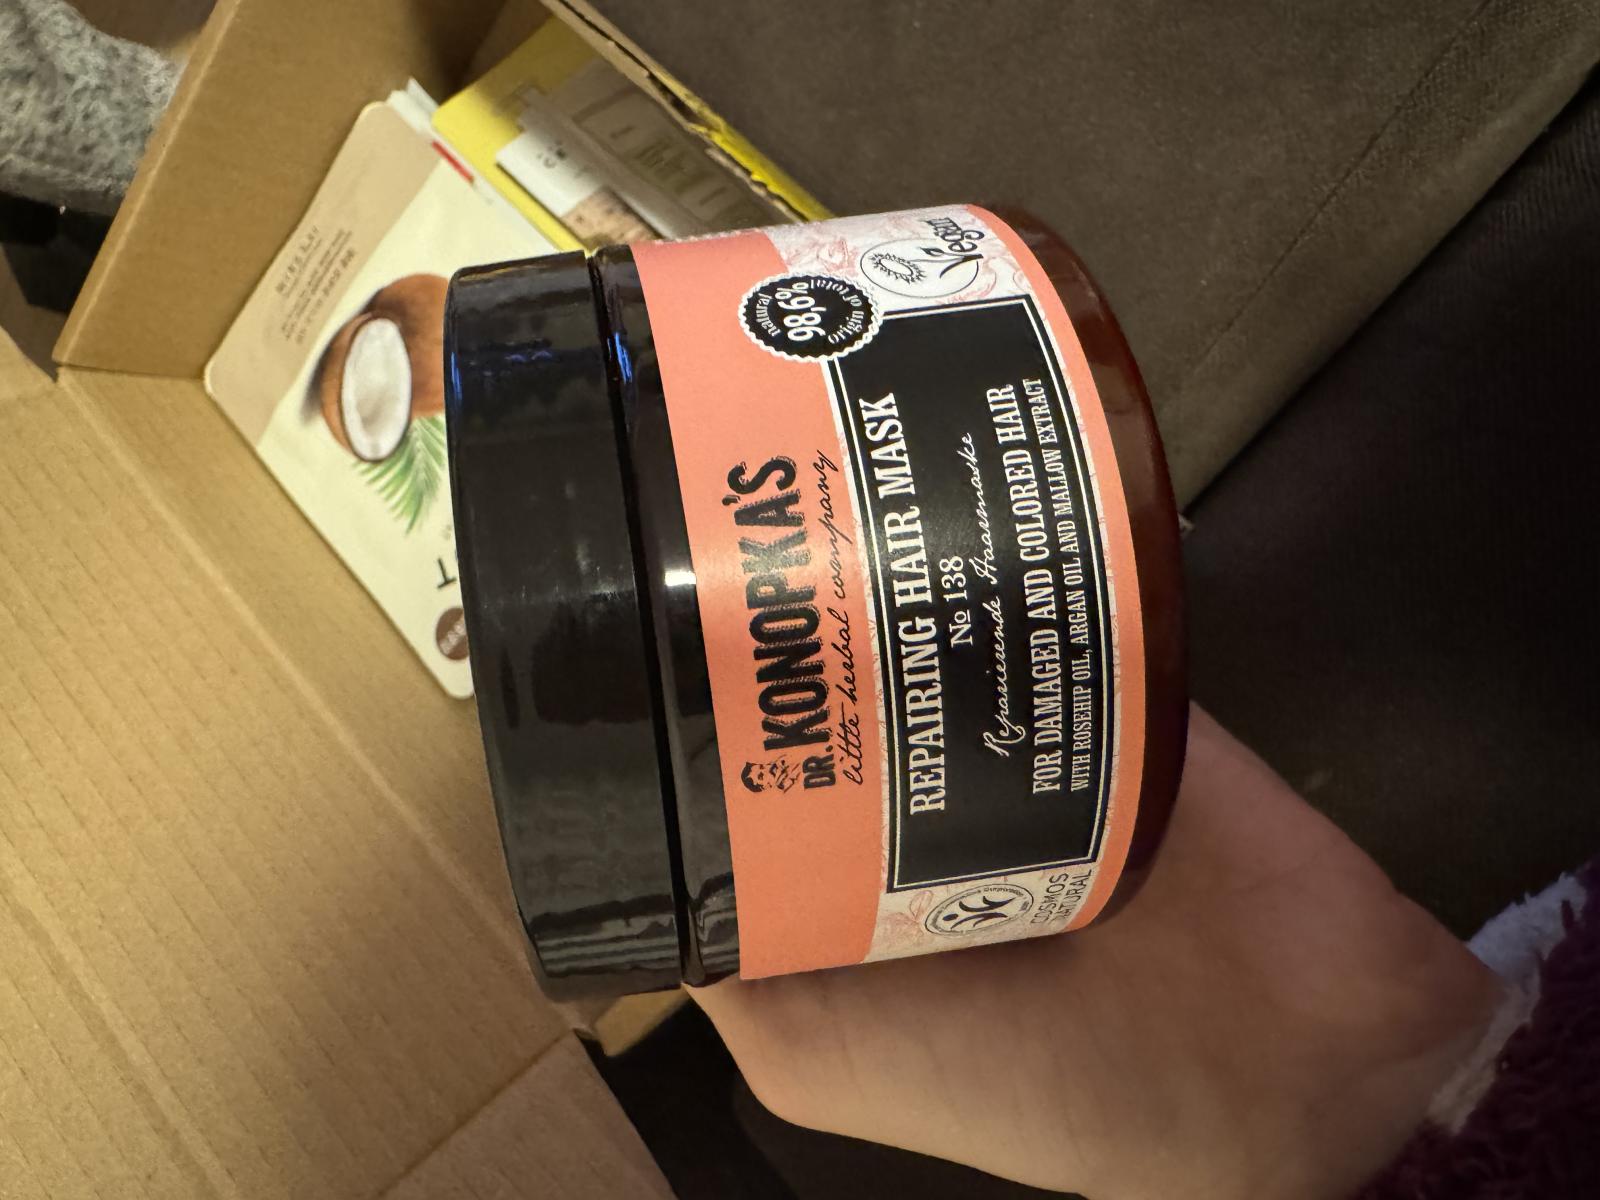 DR.KONOPKA'S
little herbal company
natural
98,6%
of total
origin
Vegan
REPAIRING HAIR MASK
№ 138
Reparierende Haarmaske
FOR DAMAGED AND COLORED HAIR
WITH ROSEHIP OIL, ARGAN OIL AND MALLOW EXTRACT
COSMOS
NATURAL